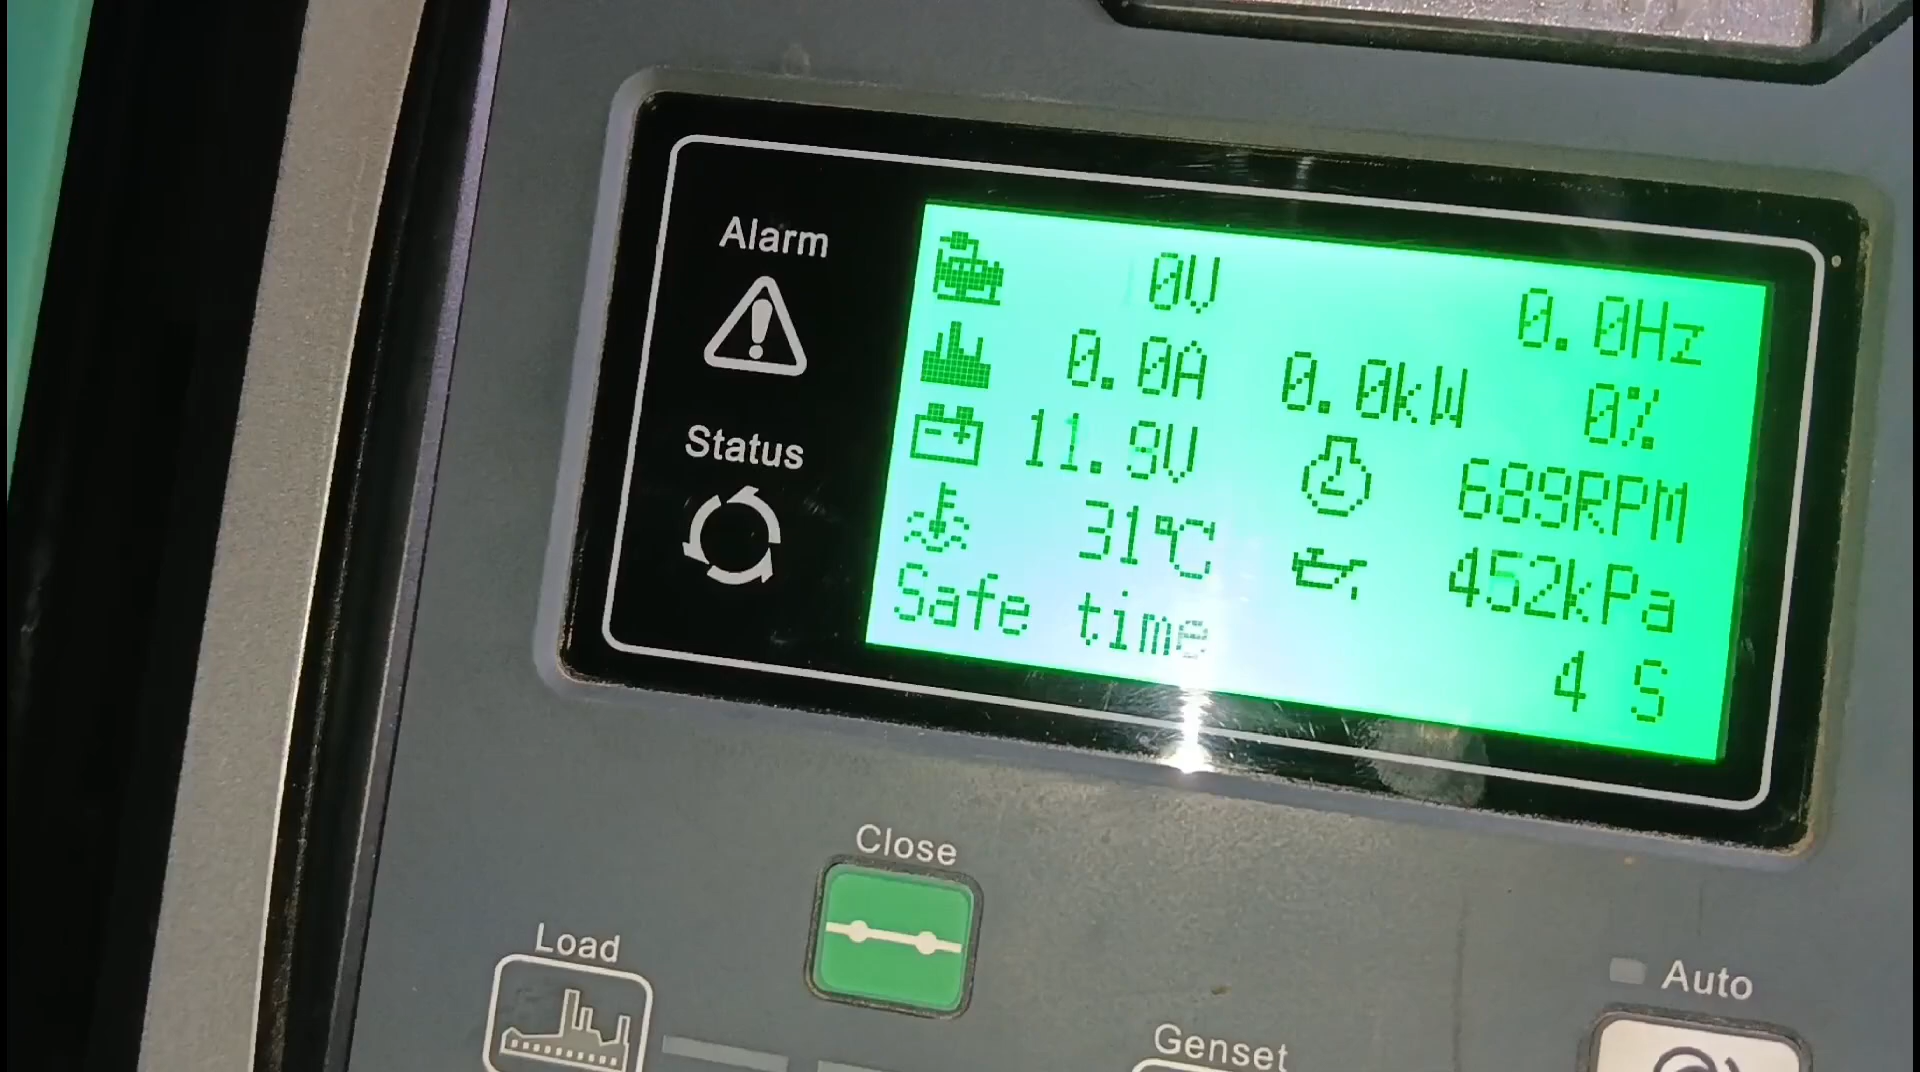 Alarm
Status
0V 0.0Hz
0.0A 0.0kW 0%
11.8V 689RPM
31℃ 452kPa
Safe time 4 S
Close
Load
Auto
Genset